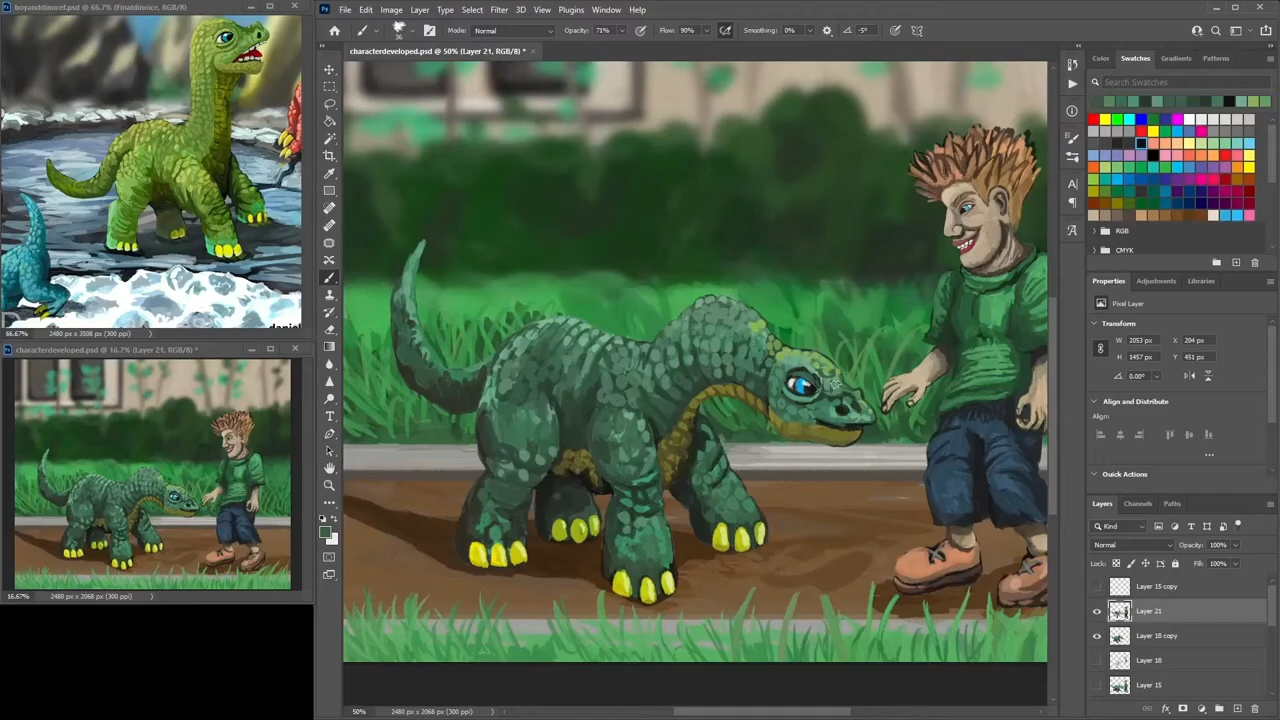 boyanddinoref.psd @ 66.7% (Finaldinoice, RGB/8)
File Edit Image Layer Type Select Filter 3D View Plugins Window Help
36 Mode: Normal Opacity: 71% Flow: 90% Smoothing: 0% -5°
characterdeveloped.psd @ 50% (Layer 21, RGB/8) *
Color Swatches Gradients Patterns
Search Swatches
RGB
CMYK
Properties Adjustments Libraries
Pixel Layer
Transform
W 2053 px X 204 px
H 1457 px Y 451 px
0.00°
Align and Distribute
Align:
Quick Actions
Layers Channels Paths
Kind
Normal Opacity: 100%
Lock: Fill: 100%
Layer 15 copy
Layer 21
Layer 18 copy
Layer 18
Layer 15
daniel
66.67% 2480 px x 3508 px (300 ppi)
characterdeveloped.psd @ 16.7% (Layer 21, RGB/8) *
16.67% 2480 px x 2068 px (300 ppi)
50% 2480 px x 2068 px (300 ppi)